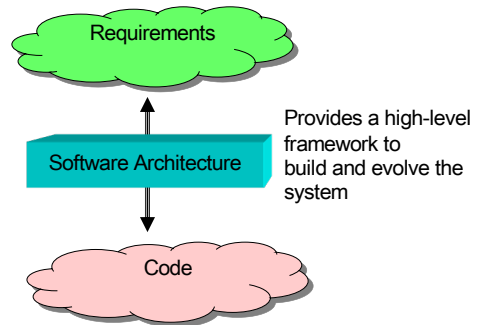 Requirements
Software Architecture
Provides a high-level
framework to
build and evolve the
system
Code